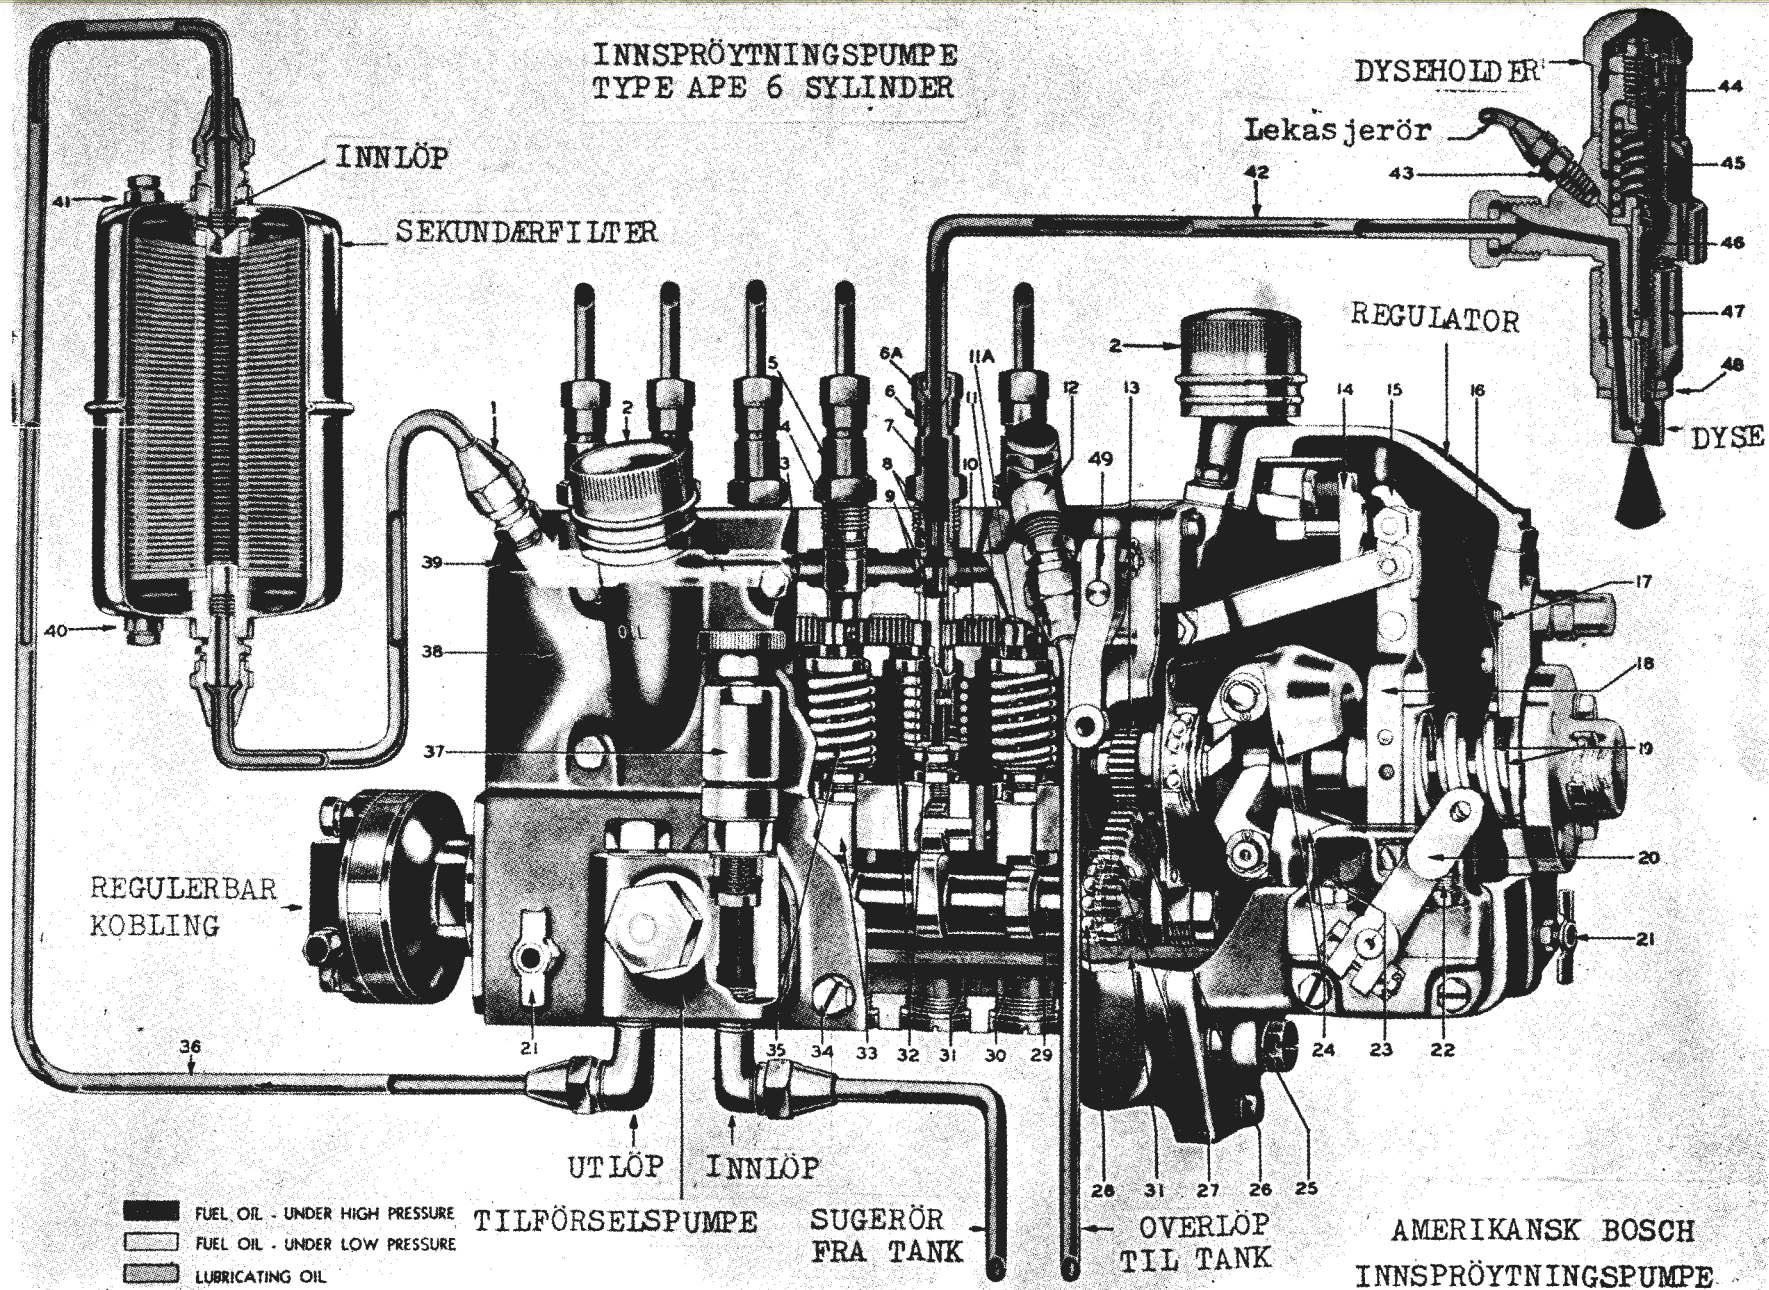 INNSPRÖYTNINGSPUMPE
TYPE APE 6 SYLINDER
DYSEHOLDER
44
Lekasjerör
INNLÖP
45
42
43
41
SEKUNDÆRFILTER
46
REGULATOR
47
2
6A
11A
5
48
6
11
12
13
14
15
16
1
2
4
7
DYSE
3
8
10
49
9
39
17
40
OIL
38
18
37
19
20
REGULERBAR
KOBLING
21
36
21
35
34
33
32
31
30
29
24
23
22
UTLÖP
INNLÖP
28
31
27
26
25
FUEL OIL - UNDER HIGH PRESSURE
FUEL OIL - UNDER LOW PRESSURE
LUBRICATING OIL
TILFÖRSELSPUMPE
SUGERÖR
FRA TANK
OVERLÖP
TIL TANK
AMERIKANSK BOSCH
INNSPRÖYTNINGSPUMPE